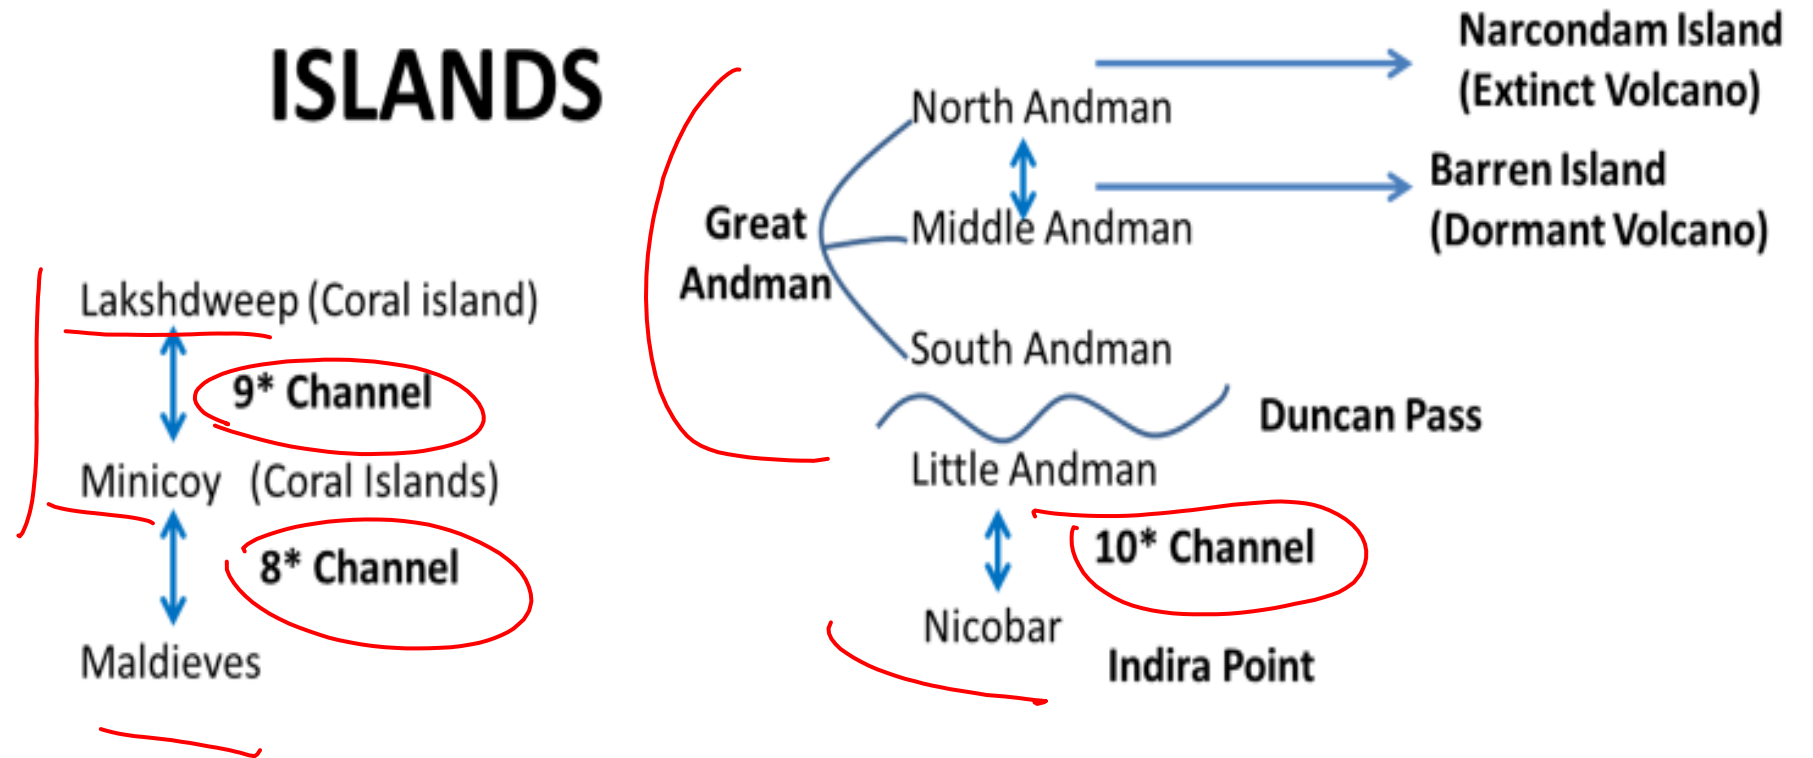 ISLANDS
Lakshdweep (Coral island)
9* Channel
Minicoy (Coral Islands)
8* Channel
Maldieves
Great
Andman
North Andman
Middle Andman
South Andman
Narcondam Island
(Extinct Volcano)
Barren Island
(Dormant Volcano)
Duncan Pass
Little Andman
10* Channel
Nicobar
Indira Point